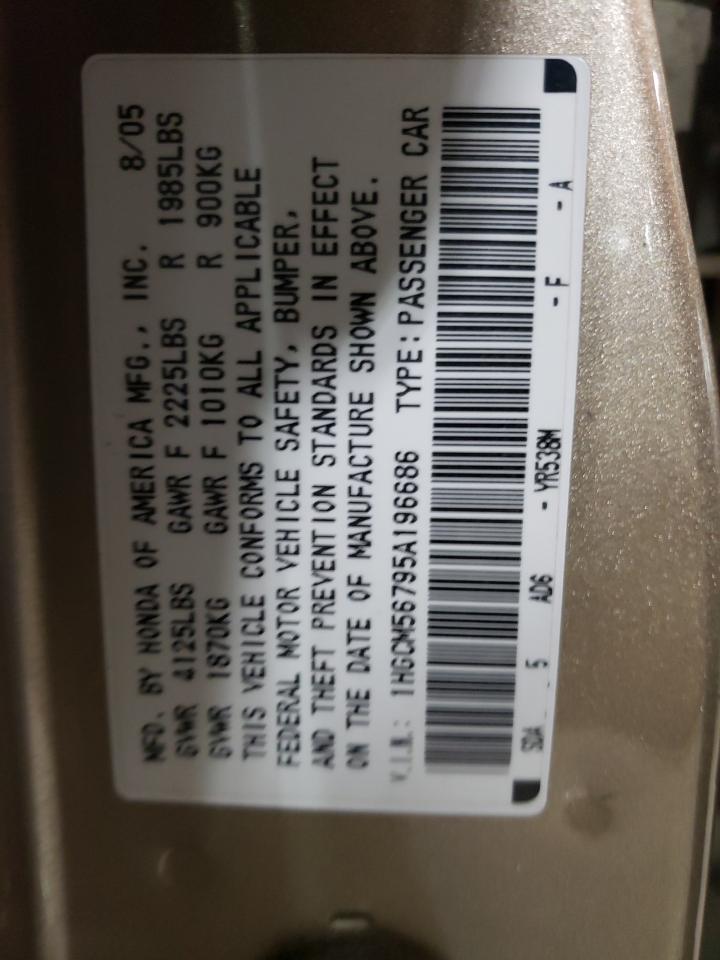 MFD. BY HONDA OF AMERICA MFG., INC. 8/05
GVWR 4125LBS GAWR F 2225LBS R 1985LBS
GVWR 1870KG GAWR F 1010KG R 900KG
THIS VEHICLE CONFORMS TO ALL APPLICABLE
FEDERAL MOTOR VEHICLE SAFETY, BUMPER,
AND THEFT PREVENTION STANDARDS IN EFFECT
ON THE DATE OF MANUFACTURE SHOWN ABOVE.
V.I.N.: 1HGCM56795A196686 TYPE: PASSENGER CAR
SDA 5 AD6 - YR538M - F - A